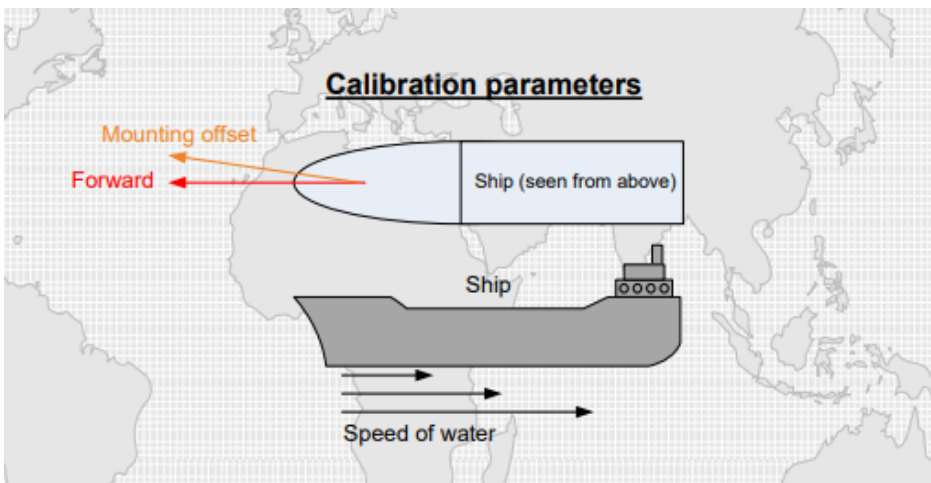 Calibration parameters
Mounting offset
Forward
Ship (seen from above)
Ship
Speed of water